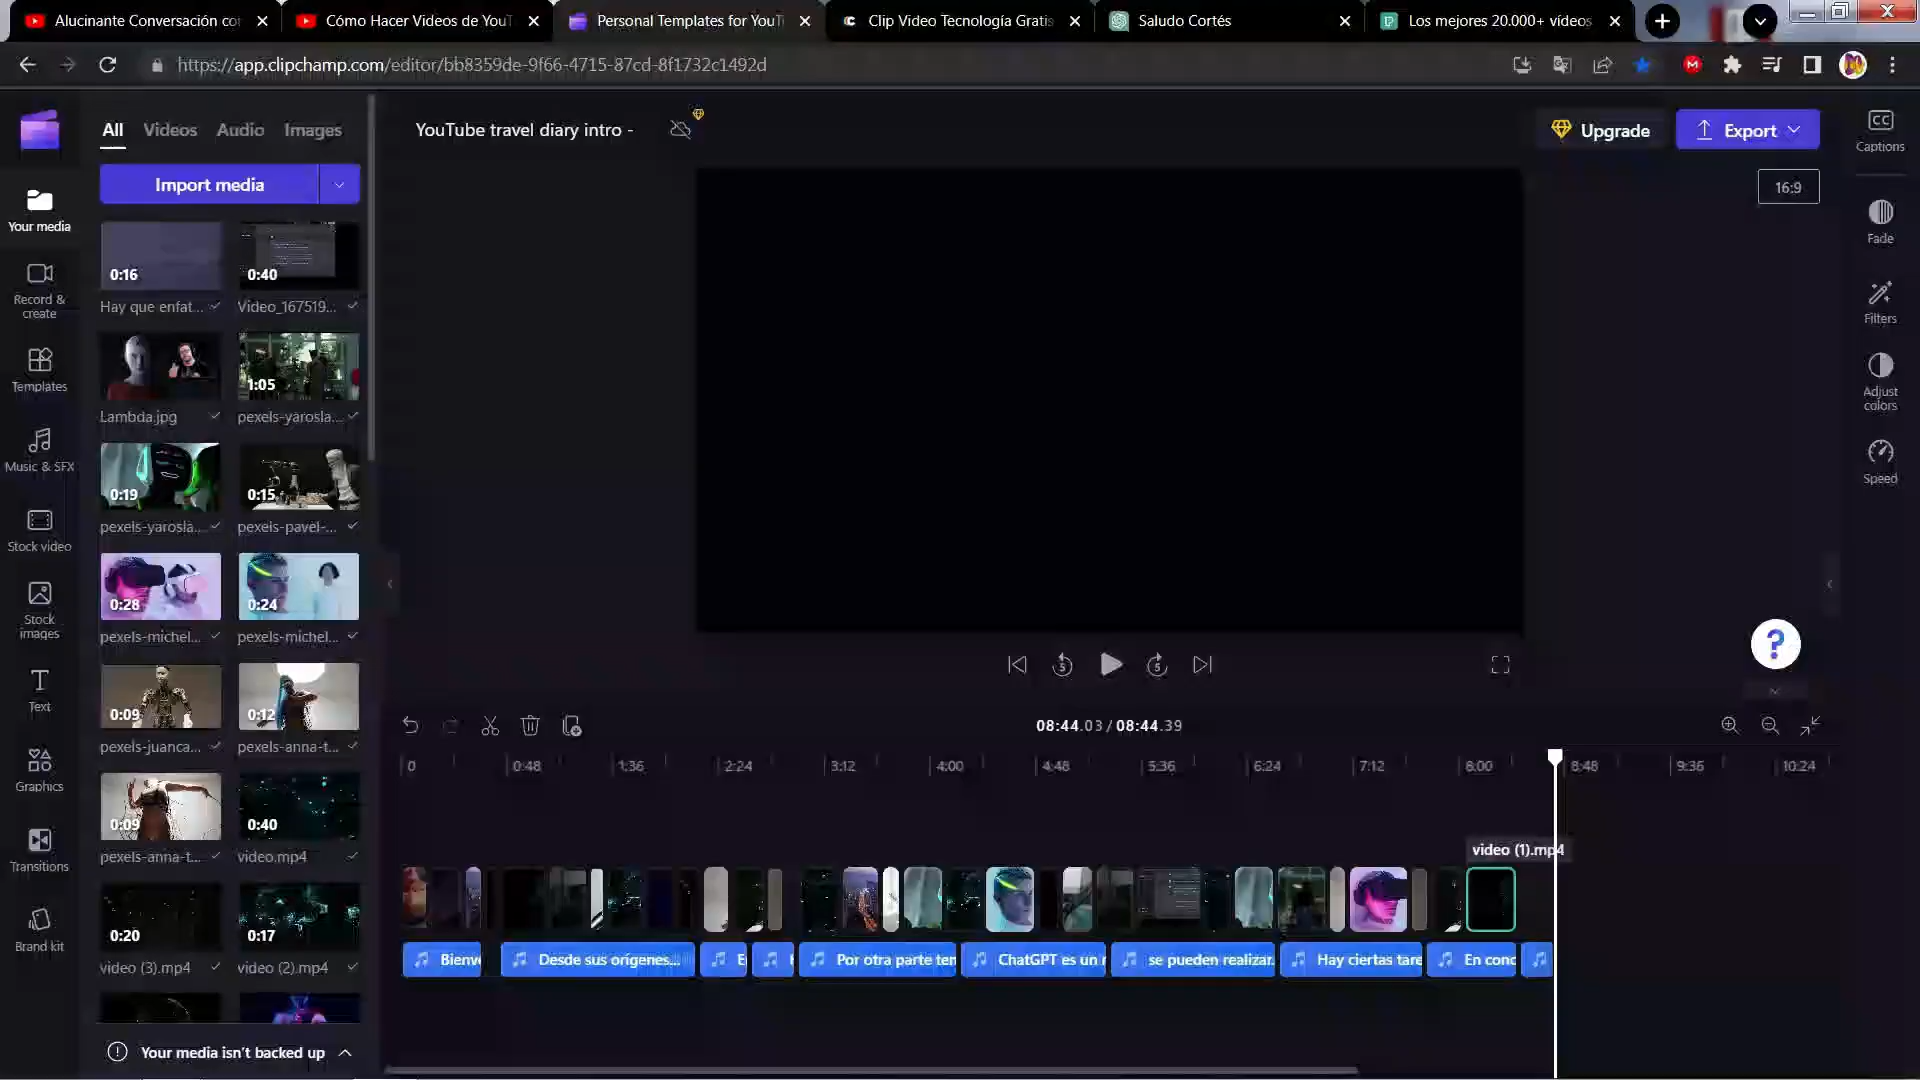 Alucinante Conversación co
Cómo Hacer Videos de YouT
Personal Templates for YouT
Clip Video Tecnología Gratis
Saludo Cortés
Los mejores 20.000+ vídeos
https://app.clipchamp.com/editor/bb8359de-9f66-4715-87cd-8f1732c1492d
All
Videos
Audio
Images
YouTube travel diary intro -
Upgrade
Export
CC
Captions
Import media
16:9
Your media
Fade
0:16
0:40
Hay que enfat...
Video_167519...
Record &
create
Filters
1:05
Lambda.jpg
pexels-yarosla...
Templates
Adjust
colors
Music & SFX
0:19
0:15
pexels-yarosla...
pexels-pavel-...
Speed
Stock video
0:28
0:24
pexels-michel...
pexels-michel...
Stock
images
?
5
5
Text
0:09
0:12
pexels-juanca...
pexels-anna-t...
08:44.03 / 08:44.39
0
0:48
1:36
2:24
3:12
4:00
4:48
5:36
6:24
7:12
8:00
8:48
9:36
10:24
Graphics
0:09
0:40
pexels-anna-t...
video.mp4
Transitions
video (1).mp4
0:20
0:17
video (3).mp4
video (2).mp4
Brand kit
Bienv
Desde sus orígenes...
E
Por otra parte ten
ChatGPT es un
se pueden realizar.
Hay ciertas tare
En conc
Your media isn't backed up